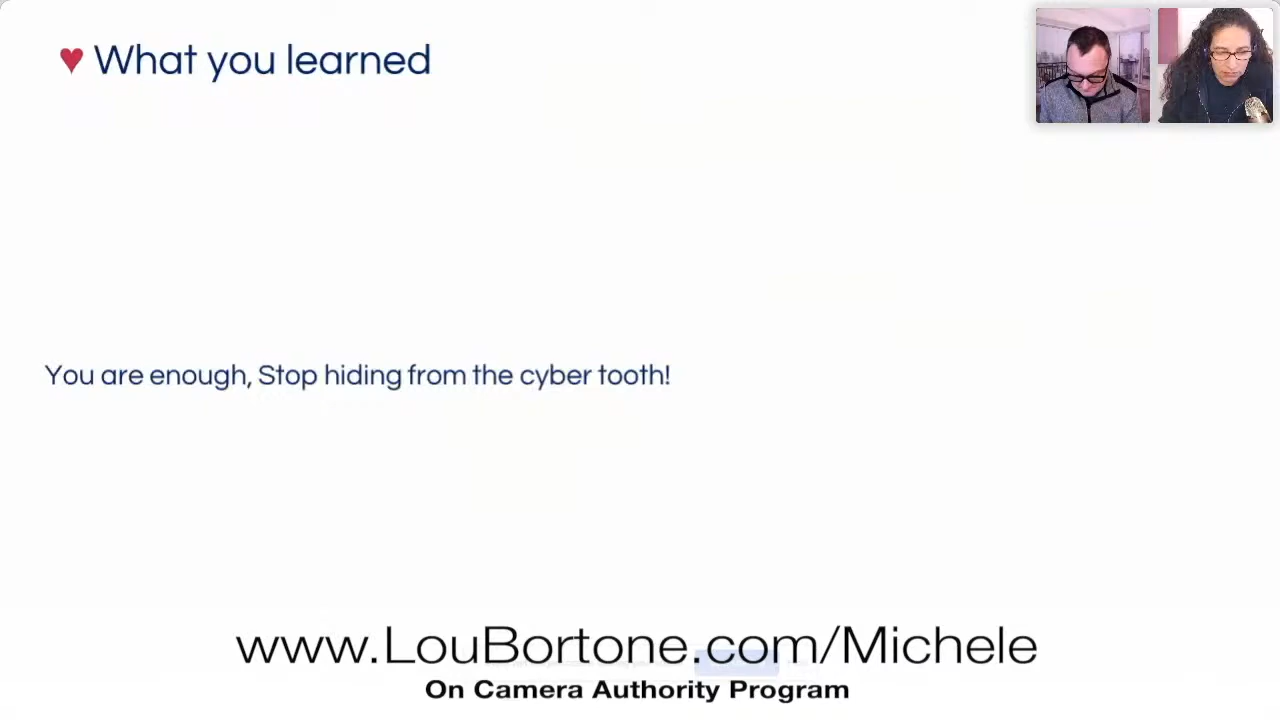 ♥ What you learned
You are enough, Stop hiding from the cyber tooth!
www.LouBortone.com/Michele
On Camera Authority Program